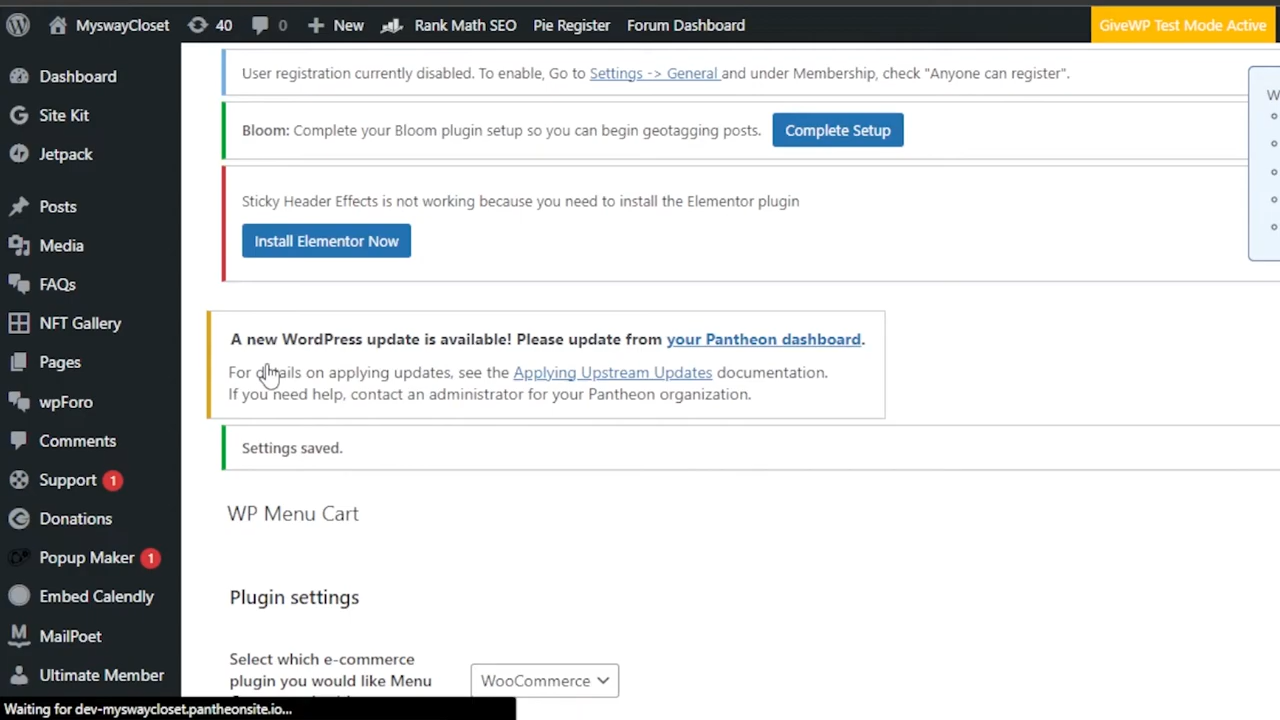 MyswayCloset 40 0 New Rank Math SEO Pie Register Forum Dashboard GiveWP Test Mode Active
Dashboard
Site Kit
Jetpack
Posts
Media
FAQs
NFT Gallery
Pages
wpForo
Comments
Support 1
Donations
Popup Maker 1
Embed Calendly
MailPoet
Ultimate Member
User registration currently disabled. To enable, Go to Settings -> General and under Membership, check "Anyone can register".
Bloom: Complete your Bloom plugin setup so you can begin geotagging posts. Complete Setup
Sticky Header Effects is not working because you need to install the Elementor plugin
Install Elementor Now
A new WordPress update is available! Please update from your Pantheon dashboard.
For details on applying updates, see the Applying Upstream Updates documentation.
If you need help, contact an administrator for your Pantheon organization.
Settings saved.
WP Menu Cart
Plugin settings
Select which e-commerce
plugin you would like Menu
WooCommerce
Waiting for dev-myswaycloset.pantheonsite.io...